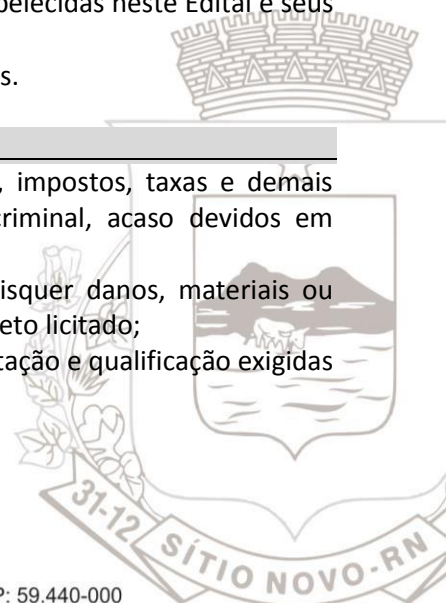 belecidas neste Edital e seus
s.
, impostos, taxas e demais
criminal, acaso devidos em
isquer danos, materiais ou
eto licitado;
tação e qualificação exigidas
31-12
SÍTIO NOVO-RN
P: 59.440-000